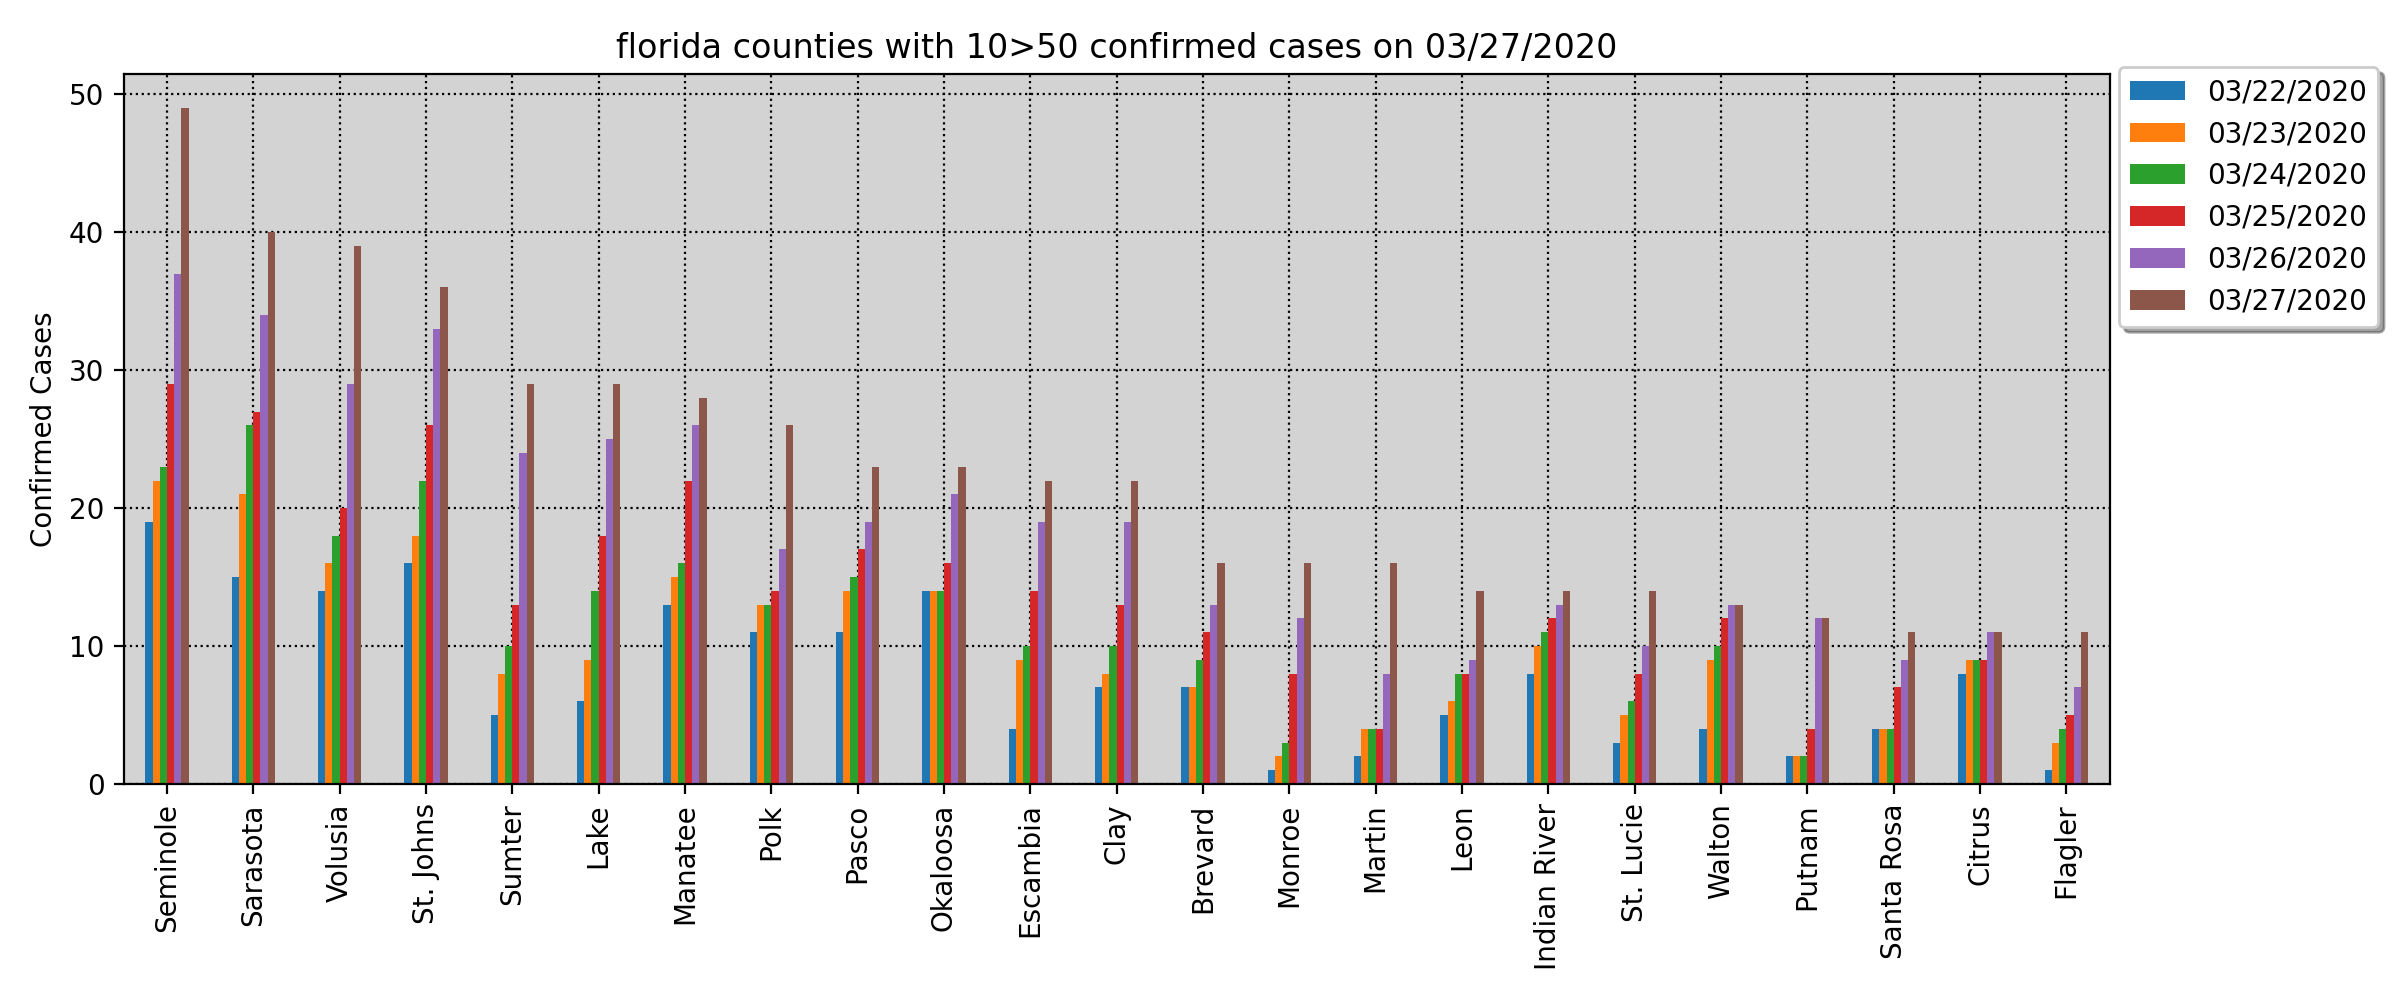 florida counties with 10>50 confirmed cases on 03/27/2020
Confirmed Cases
50
40
30
20
10
0
03/22/2020
03/23/2020
03/24/2020
03/25/2020
03/26/2020
03/27/2020
Seminole
Sarasota
Volusia
St. Johns
Sumter
Lake
Manatee
Polk
Pasco
Okaloosa
Escambia
Clay
Brevard
Monroe
Martin
Leon
Indian River
St. Lucie
Walton
Putnam
Santa Rosa
Citrus
Flagler